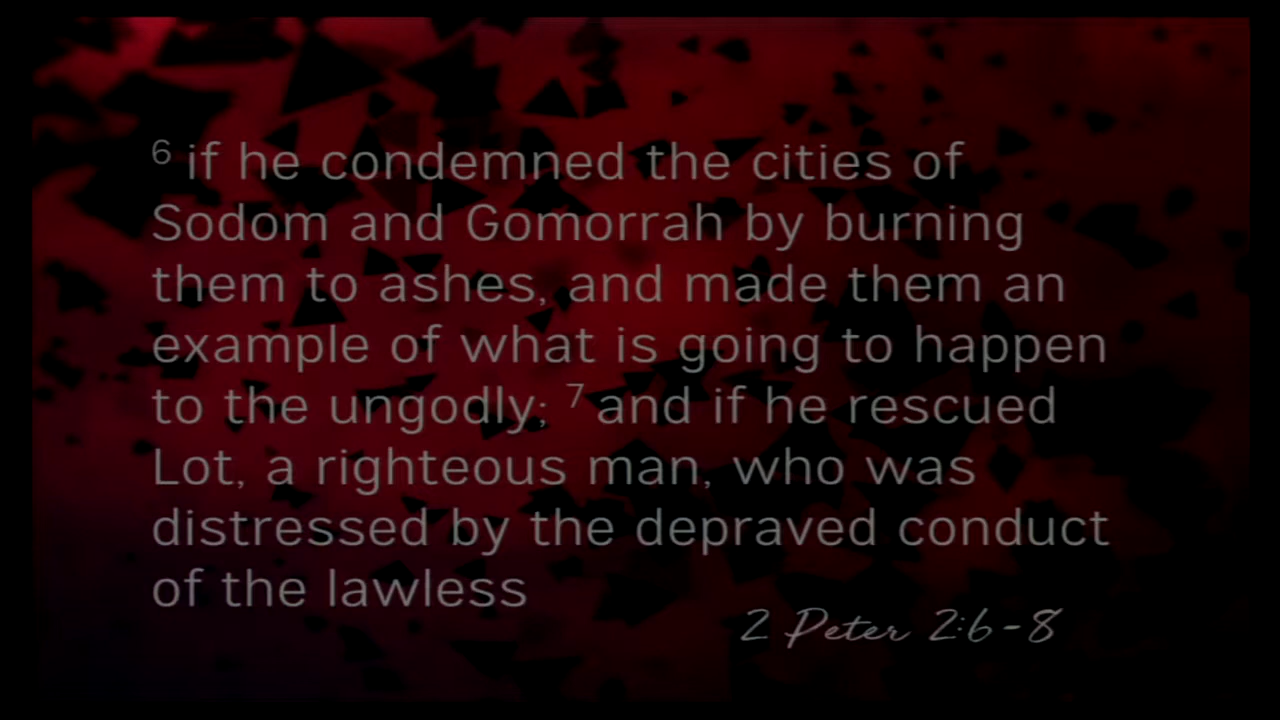 6 if he condemned the cities of
Sodom and Gomorrah by burning
them to ashes, and made them an
example of what is going to happen
to the ungodly; 7 and if he rescued
Lot, a righteous man, who was
distressed by the depraved conduct
of the lawless
2 Peter 2:6-8